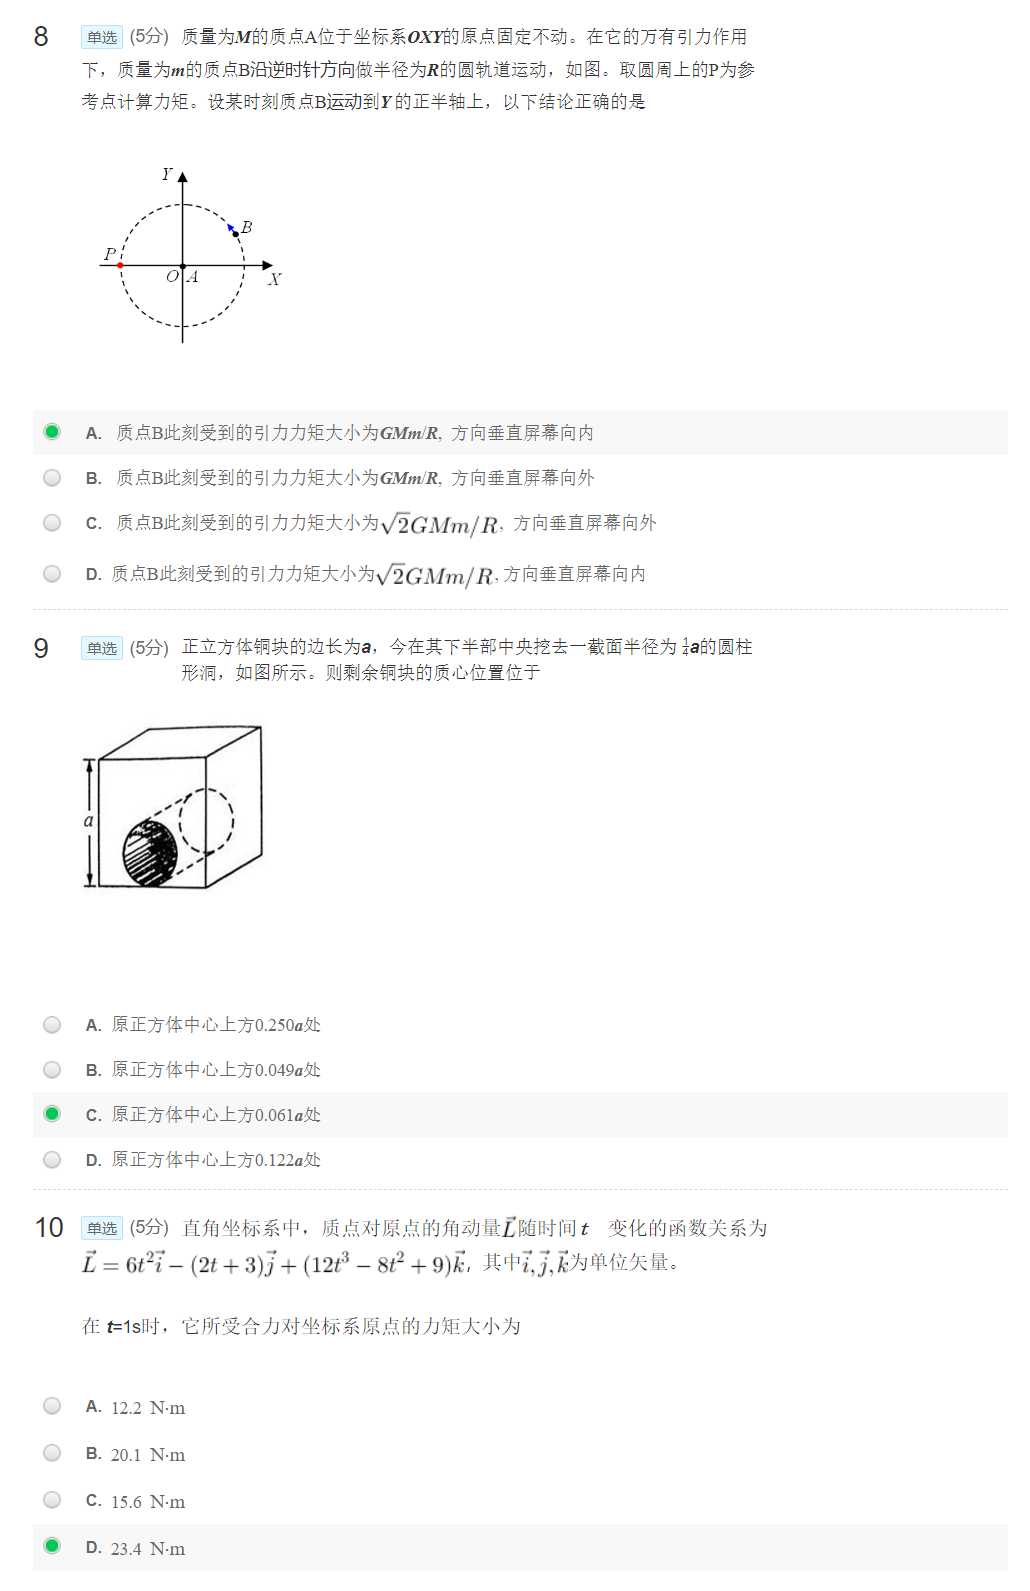 8 单选 (5分) 质量为M的质点A位于坐标系OXY的原点固定不动。在它的万有引力作用
下，质量为m的质点B沿逆时针方向做半径为R的圆轨道运动，如图。取圆周上的P为参
考点计算力矩。设某时刻质点B运动到Y的正半轴上，以下结论正确的是
Y
B
P
O A
X
A. 质点B此刻受到的引力力矩大小为GMm/R, 方向垂直屏幕向内
B. 质点B此刻受到的引力力矩大小为GMm/R, 方向垂直屏幕向外
C. 质点B此刻受到的引力力矩大小为√2GMm/R, 方向垂直屏幕向外
D. 质点B此刻受到的引力力矩大小为√2GMm/R, 方向垂直屏幕向内
9 单选 (5分) 正立方体铜块的边长为a，今在其下半部中央挖去一截面半径为 1/4a的圆柱
形洞，如图所示。则剩余铜块的质心位置位于
a
A. 原正方体中心上方0.250a处
B. 原正方体中心上方0.049a处
C. 原正方体中心上方0.061a处
D. 原正方体中心上方0.122a处
10 单选 (5分) 直角坐标系中，质点对原点的角动量L⃗随时间 t 变化的函数关系为
L⃗ = 6t²i⃗ − (2t + 3)j⃗ + (12t³ − 8t² + 9)k⃗, 其中i⃗, j⃗, k⃗为单位矢量。
在 t=1s时，它所受合力对坐标系原点的力矩大小为
A. 12.2 N·m
B. 20.1 N·m
C. 15.6 N·m
D. 23.4 N·m